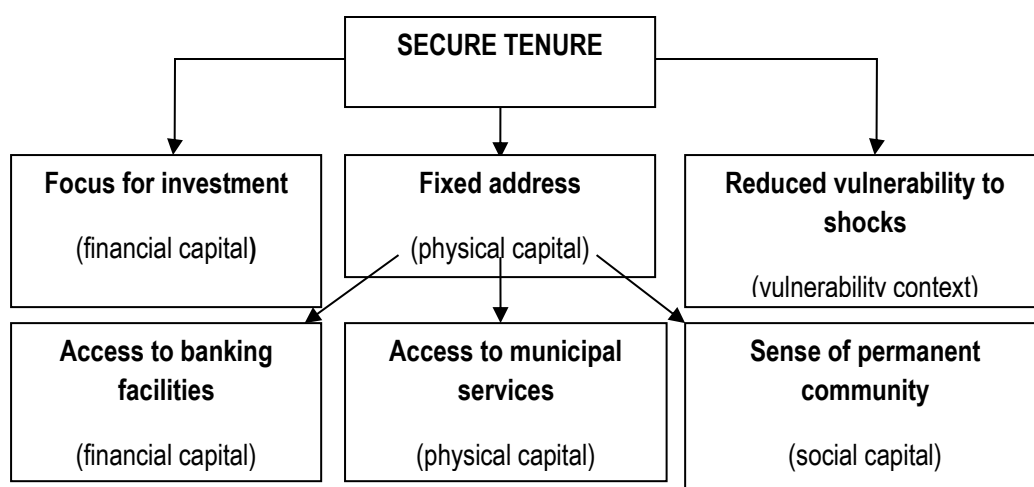 SECURE TENURE
Focus for investment
(financial capital)
Fixed address
(physical capital)
Reduced vulnerability to
shocks
(vulnerability context)
Access to banking
facilities
(financial capital)
Access to municipal
services
(physical capital)
Sense of permanent
community
(social capital)